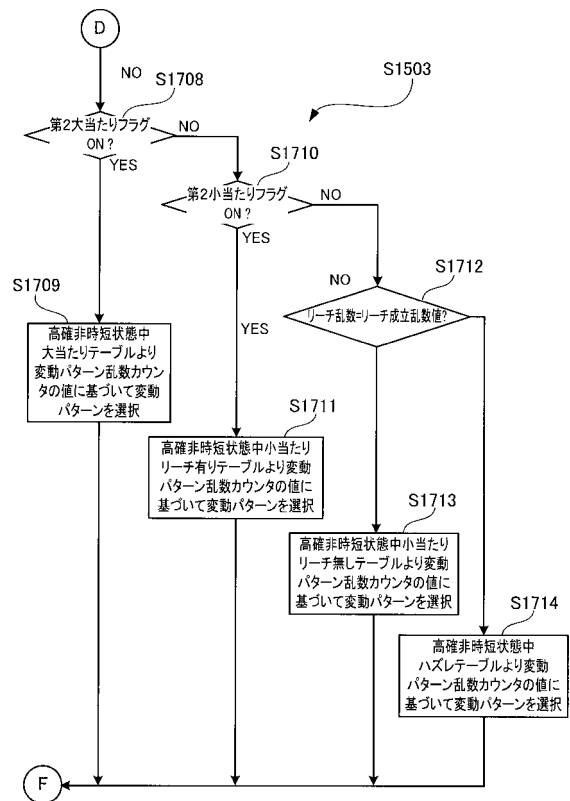 D
NO
S1708
S1503
第2大当たりフラグ
ON?
NO
S1710
YES
第2小当たりフラグ
ON?
NO
YES
S1712
NO
リーチ乱数=リーチ成立乱数値?
S1709
YES
高確非時短状態中
大当たりテーブルより
変動パターン乱数カウン
タの値に基づいて変動
パターンを選択
S1711
高確非時短状態中小当たり
リーチ有りテーブルより変動
パターン乱数カウンタの値に
基づいて変動パターンを選択
S1713
高確非時短状態中小当たり
リーチ無しテーブルより変動
パターン乱数カウンタの値に
基づいて変動パターンを選択
S1714
高確非時短状態中
ハズレテーブルより変動
パターン乱数カウンタの値に
基づいて変動パターンを選択
F